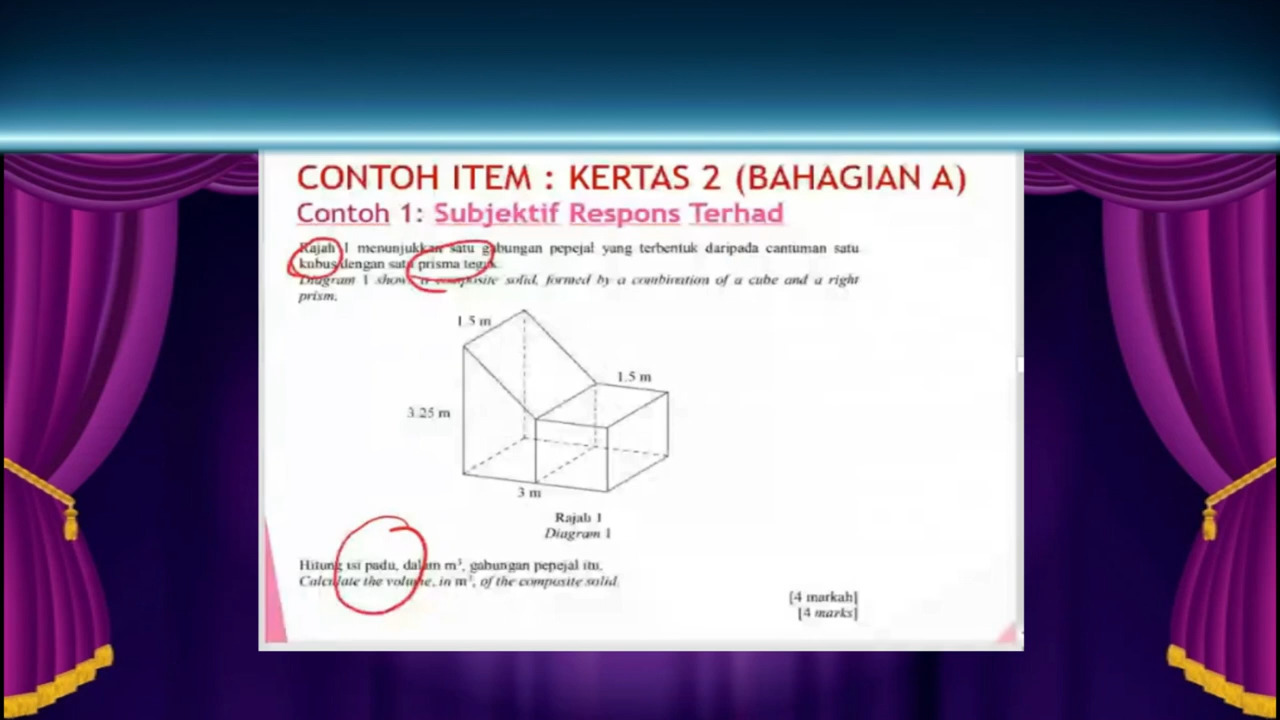 CONTOH ITEM : KERTAS 2 (BAHAGIAN A)
Contoh 1: Subjektif Respons Terhad
Rajah 1 menunjukkan satu gabungan pepejal yang terbentuk daripada cantuman satu
kubus dengan satu prisma tegak.
Diagram 1 shows a composite solid, formed by a combination of a cube and a right
prism.
1.5 m
1.5 m
3.25 m
3 m
Rajah 1
Diagram 1
Hitung isi padu, dalam m³, gabungan pepejal itu.
Calculate the volume, in m³, of the composite solid.
[4 markah]
[4 marks]